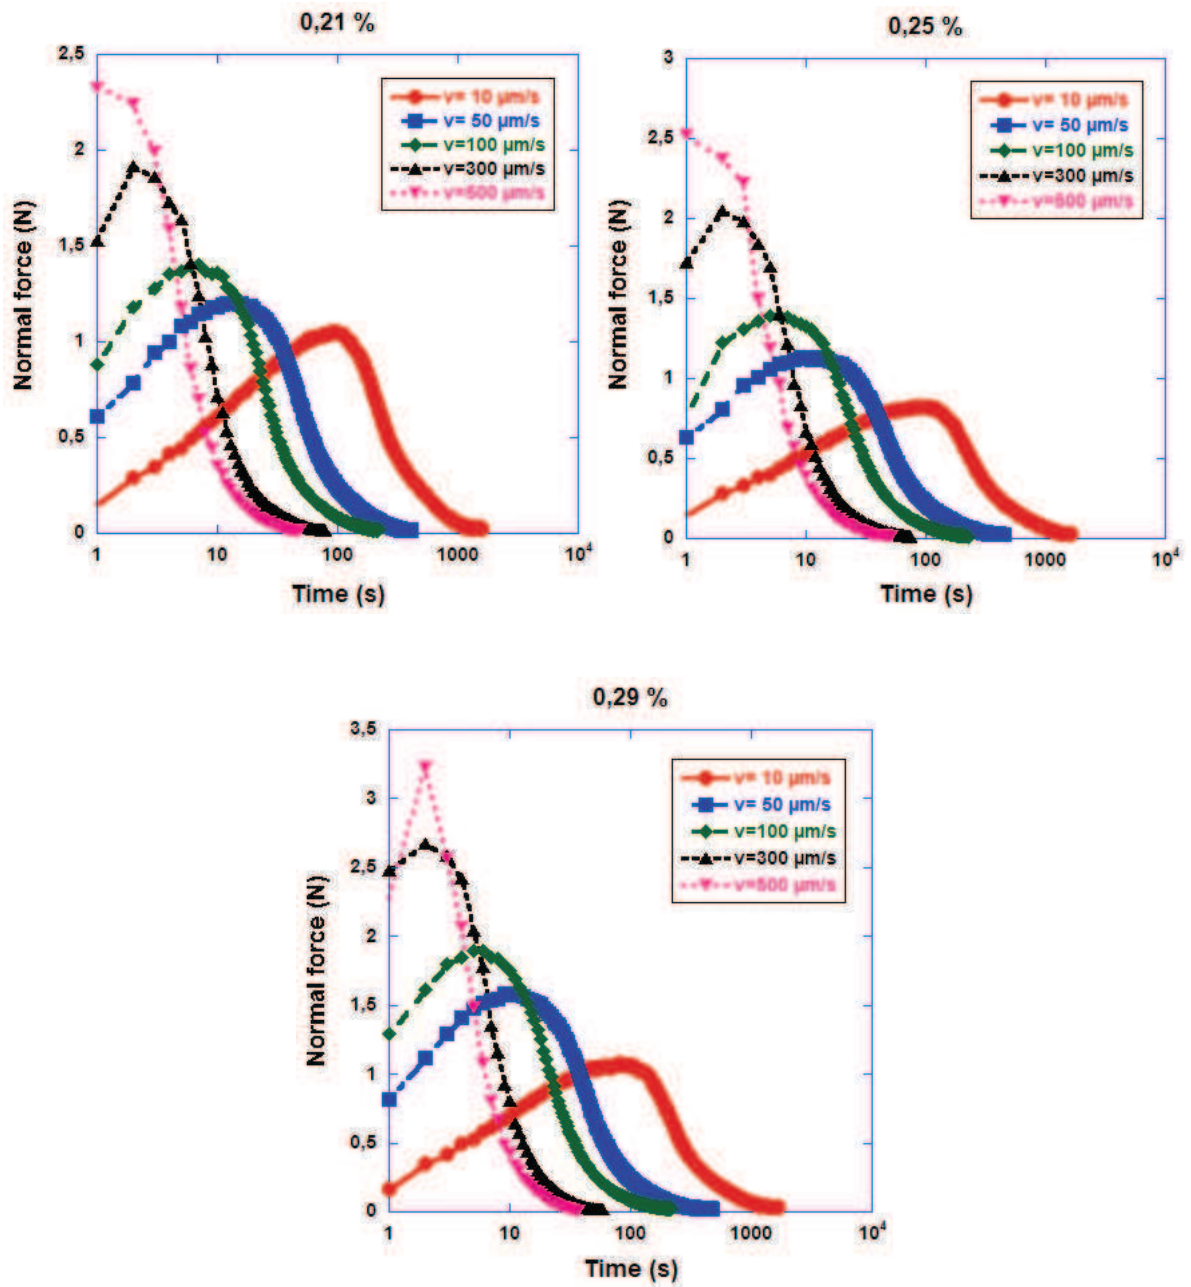 0,21 %
2,5
2
1,5
1
0,5
0
Normal force (N)
v= 10 µm/s
v= 50 µm/s
v=100 µm/s
v=300 µm/s
v=500 µm/s
1 10 100 1000 10⁴
Time (s)
0,25 %
3
2,5
2
1,5
1
0,5
0
Normal force (N)
v= 10 µm/s
v= 50 µm/s
v=100 µm/s
v=300 µm/s
v=500 µm/s
1 10 100 1000 10⁴
Time (s)
0,29 %
3,5
3
2,5
2
1,5
1
0,5
0
Normal force (N)
v= 10 µm/s
v= 50 µm/s
v=100 µm/s
v=300 µm/s
v=500 µm/s
1 10 100 1000 10⁴
Time (s)